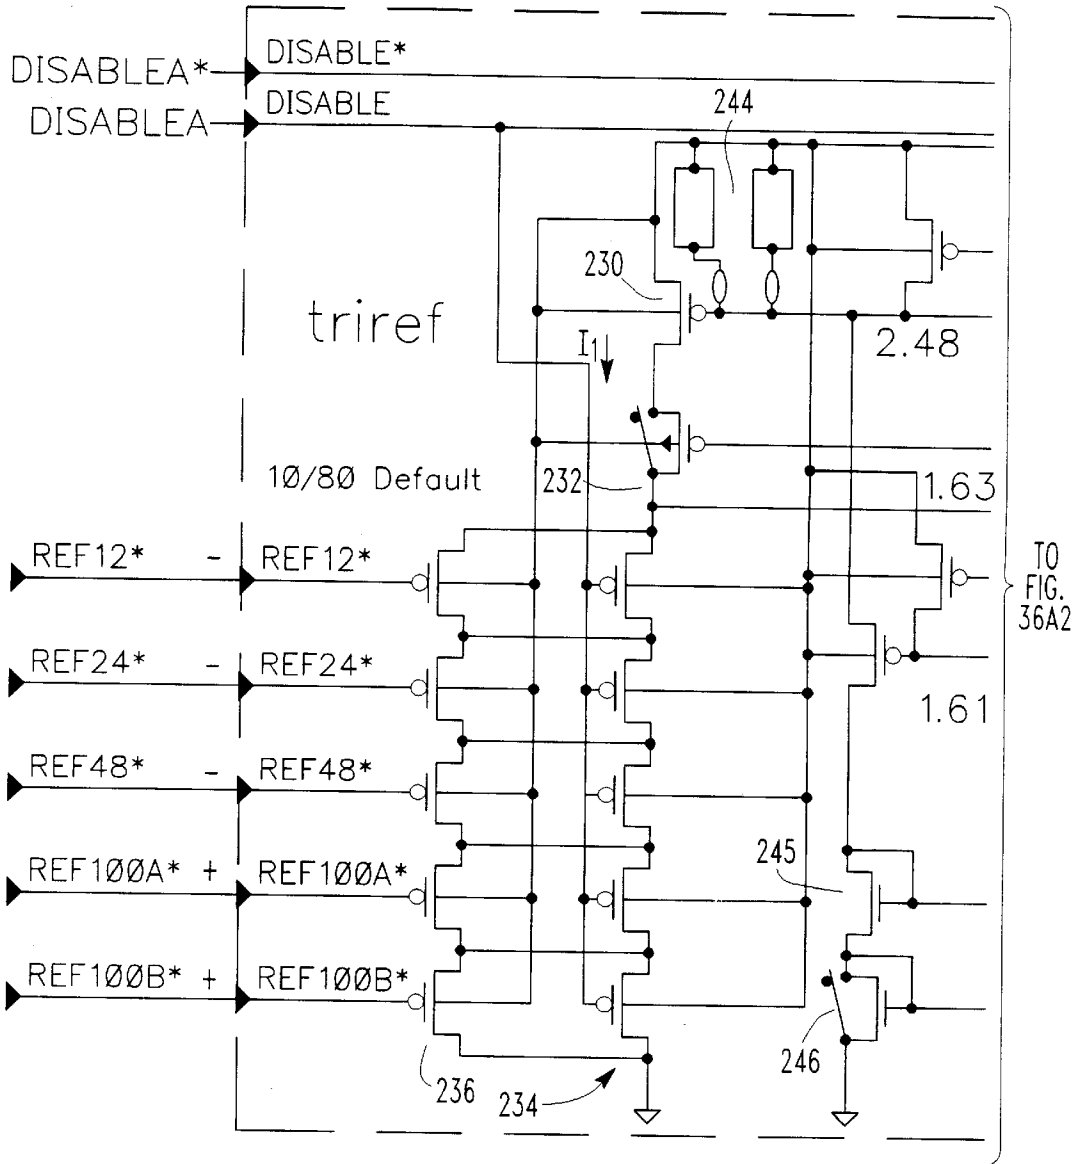 DISABLEA* DISABLE*
DISABLEA DISABLE
244
230
triref
I1
2.48
10/80 Default
232
1.63
REF12* - REF12*
TO
FIG.
36A2
REF24* - REF24*
1.61
REF48* - REF48*
245
REF100A* + REF100A*
REF100B* + REF100B*
246
236
234